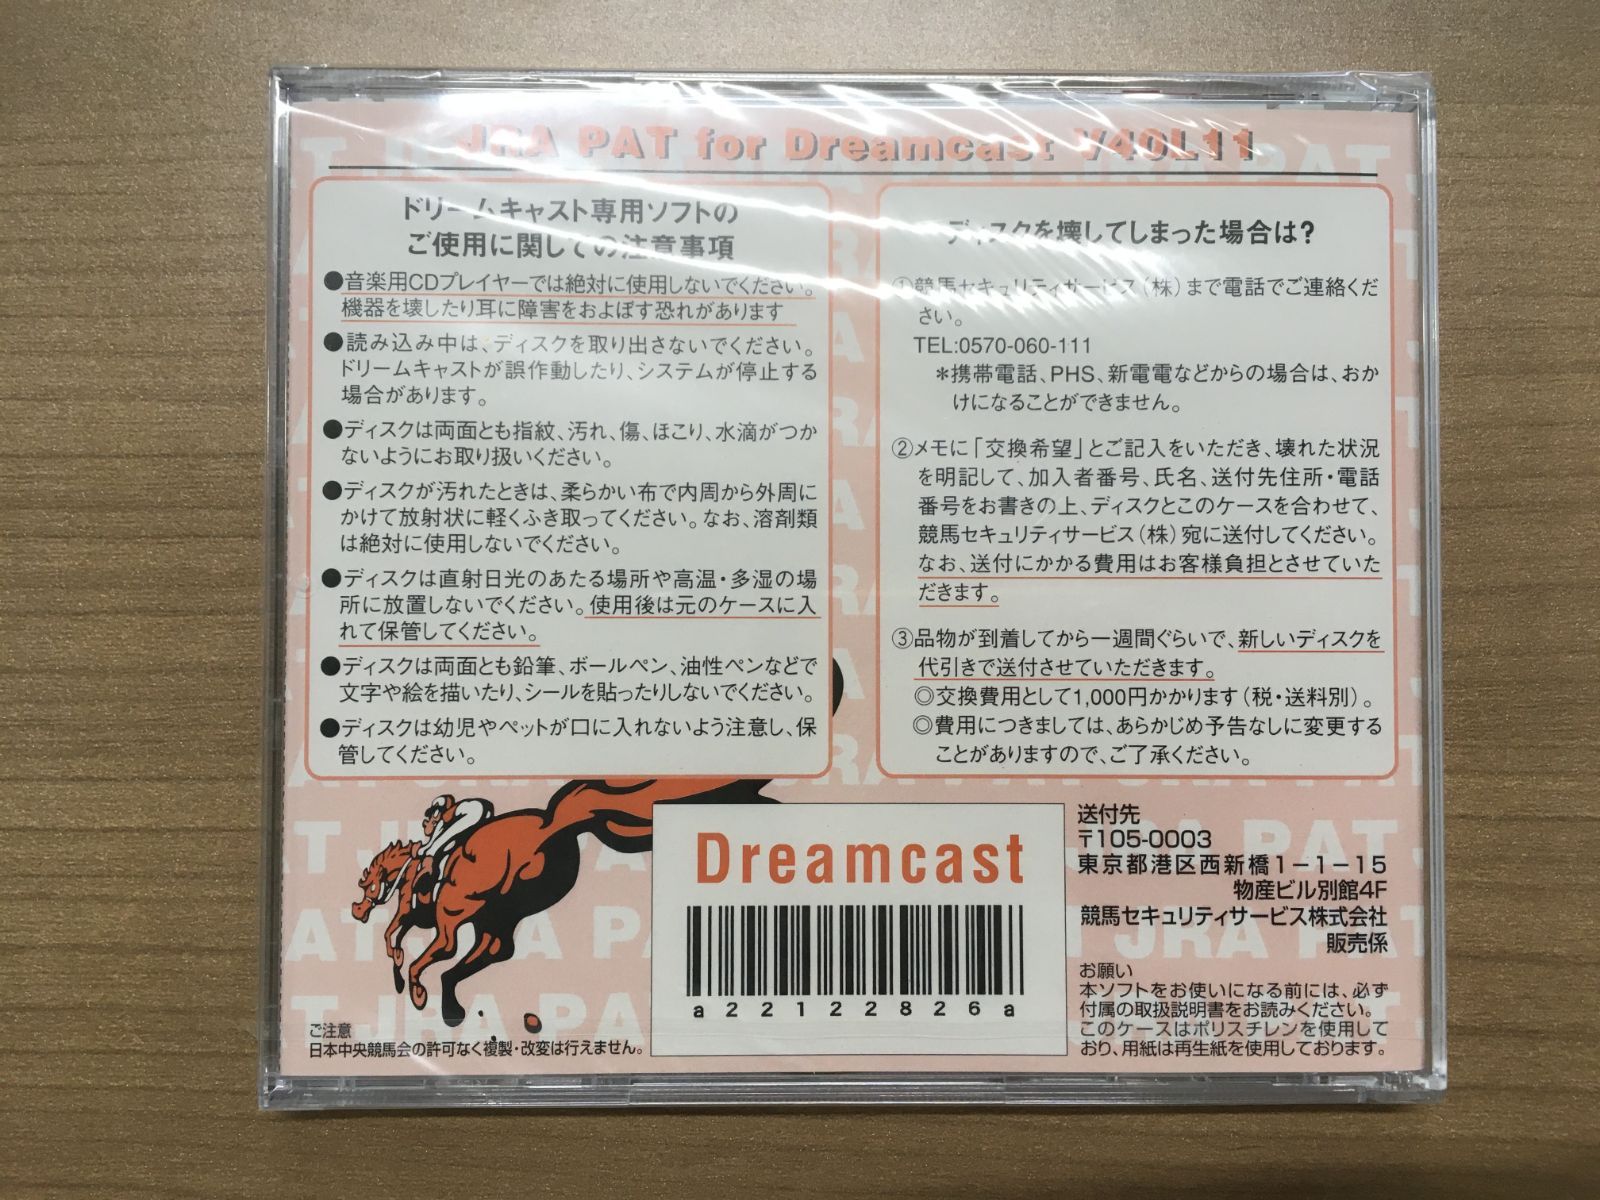 JRA PAT for Dreamcast V40L11
ドリームキャスト専用ソフトの
ご使用に関しての注意事項
●音楽用CDプレイヤーでは絶対に使用しないでください。
機器を壊したり耳に障害をおよぼす恐れがあります
●読み込み中は、ディスクを取り出さないでください。
ドリームキャストが誤作動したり、システムが停止する
場合があります。
●ディスクは両面とも指紋、汚れ、傷、ほこり、水滴がつか
ないようにお取り扱いください。
●ディスクが汚れたときは、柔らかい布で内周から外周に
かけて放射状に軽くふき取ってください。なお、溶剤類
は絶対に使用しないでください。
●ディスクは直射日光のあたる場所や高温・多湿の場
所に放置しないでください。使用後は元のケースに入
れて保管してください。
●ディスクは両面とも鉛筆、ボールペン、油性ペンなどで
文字や絵を描いたり、シールを貼ったりしないでください。
●ディスクは幼児やペットが口に入れないよう注意し、保
管してください。
ディスクを壊してしまった場合は?
①競馬セキュリティサービス(株)まで電話でご連絡くだ
さい。
TEL:0570-060-111
*携帯電話、PHS、新電電などからの場合は、おか
けになることができません。
②メモに「交換希望」とご記入をいただき、壊れた状況
を明記して、加入者番号、氏名、送付先住所・電話
番号をお書きの上、ディスクとこのケースを合わせて、
競馬セキュリティサービス(株)宛に送付してください。
なお、送付にかかる費用はお客様負担とさせていた
だきます。
③品物が到着してから一週間ぐらいで、新しいディスクを
代引きで送付させていただきます。
◎交換費用として1,000円かかります(税・送料別)。
◎費用につきましては、あらかじめ予告なしに変更する
ことがありますので、ご了承ください。
ご注意
日本中央競馬会の許可なく複製・改変は行えません。
Dreamcast
a22122826a
送付先
〒105-0003
東京都港区西新橋1-1-15
物産ビル別館4F
競馬セキュリティサービス株式会社
販売係
お願い
本ソフトをお使いになる前には、必ず
付属の取扱説明書をお読みください。
このケースはポリスチレンを使用して
おり、用紙は再生紙を使用しております。